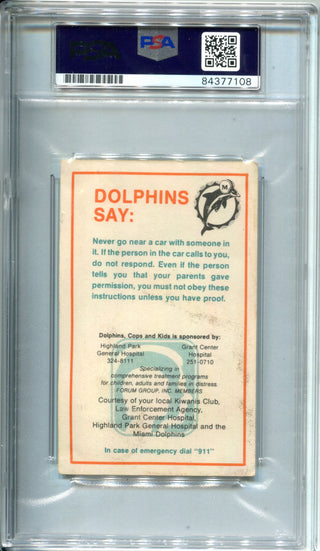 PSA
84377108
DOLPHINS
SAY:
M
Never go near a car with someone in
it. If the person in the car calls to you,
do not respond. Even if the person
tells you that your parents gave
permission, you must not obey these
instructions unless you have proof.
Dolphins, Cops and Kids is sponsored by:
Highland Park Grant Center
General Hospital Hospital
324-8111 251-0710
Specializing in
comprehensive treatment programs
for children, adults and families in distress.
FORUM GROUP, INC. MEMBERS
Courtesy of your local Kiwanis Club,
Law Enforcement Agency,
Grant Center Hospital,
Highland Park General Hospital and the
Miami Dolphins
In case of emergency dial "911"